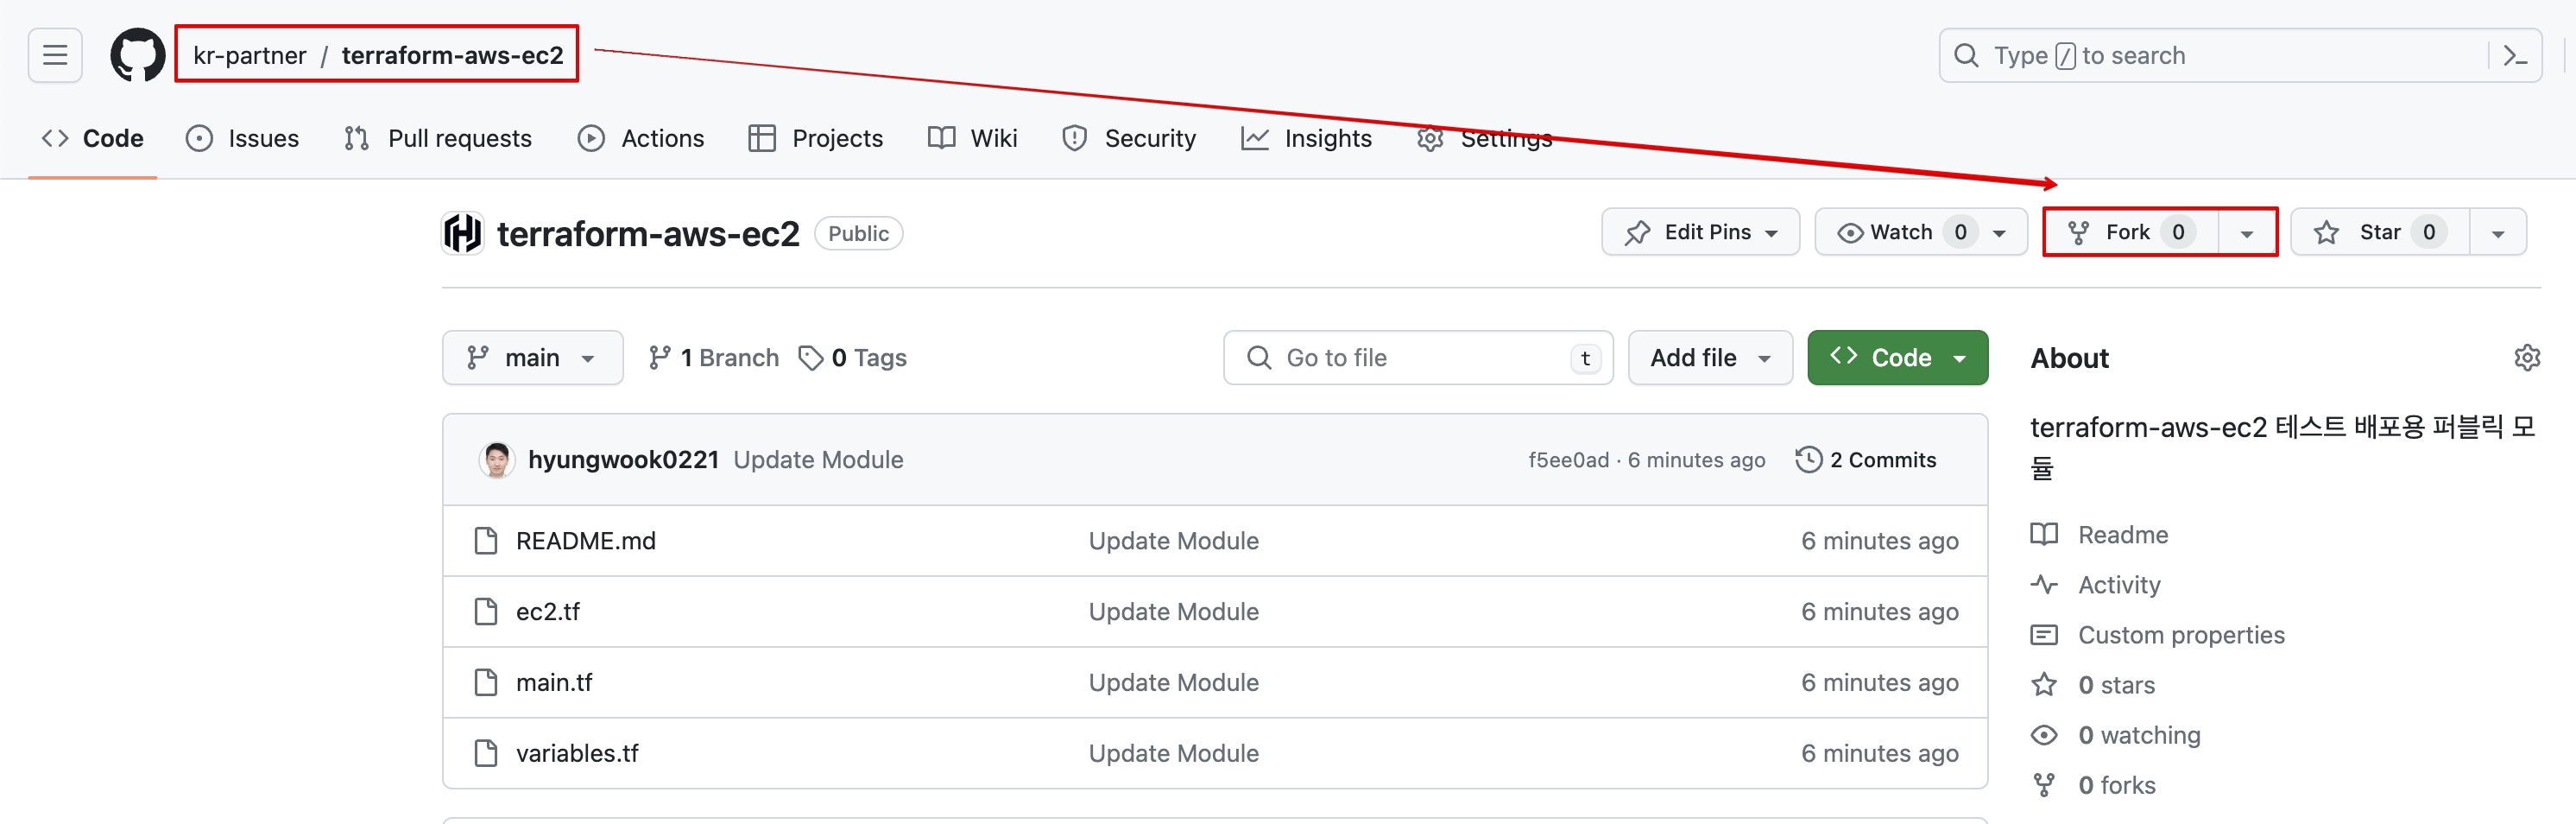 kr-partner / terraform-aws-ec2
Type / to search
Code Issues Pull requests Actions Projects Wiki Security Insights Settings
terraform-aws-ec2 Public
Edit Pins Watch 0 Fork 0 Star 0
main 1 Branch 0 Tags
Go to file t Add file Code
hyungwook0221 Update Module f5ee0ad · 6 minutes ago 2 Commits
README.md Update Module 6 minutes ago
ec2.tf Update Module 6 minutes ago
main.tf Update Module 6 minutes ago
variables.tf Update Module 6 minutes ago
About
terraform-aws-ec2 테스트 배포용 퍼블릭 모
듈
Readme
Activity
Custom properties
0 stars
0 watching
0 forks